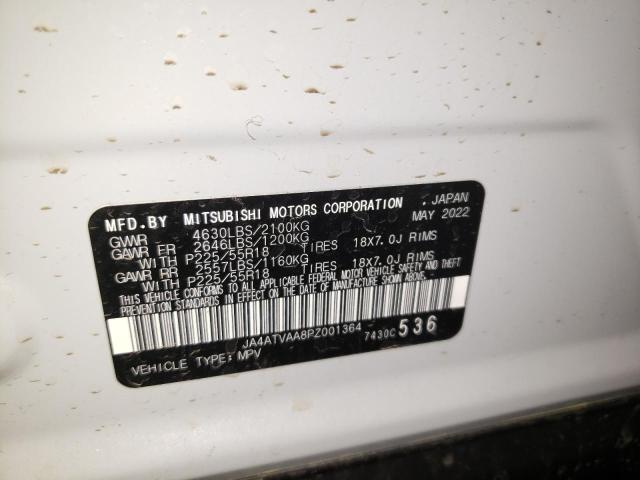 MFD.BY MITSUBISHI MOTORS CORPORATION . JAPAN
MAY 2022
GVWR 4630LBS/2100KG
GAWR FR 2646LBS/1200KG
WITH P225/55R18 TIRES 18X7.0J RIMS
GAWR RR 2557LBS/1160KG
WITH P225/55R18 TIRES 18X7.0J RIMS
THIS VEHICLE CONFORMS TO ALL APPLICABLE FEDERAL MOTOR VEHICLE SAFETY, BUMPER, AND THEFT
PREVENTION STANDARDS IN EFFECT ON THE DATE OF MANUFACTURE SHOWN ABOVE.
JA4ATVAA8PZ001364 7430C 536
VEHICLE TYPE: MPV